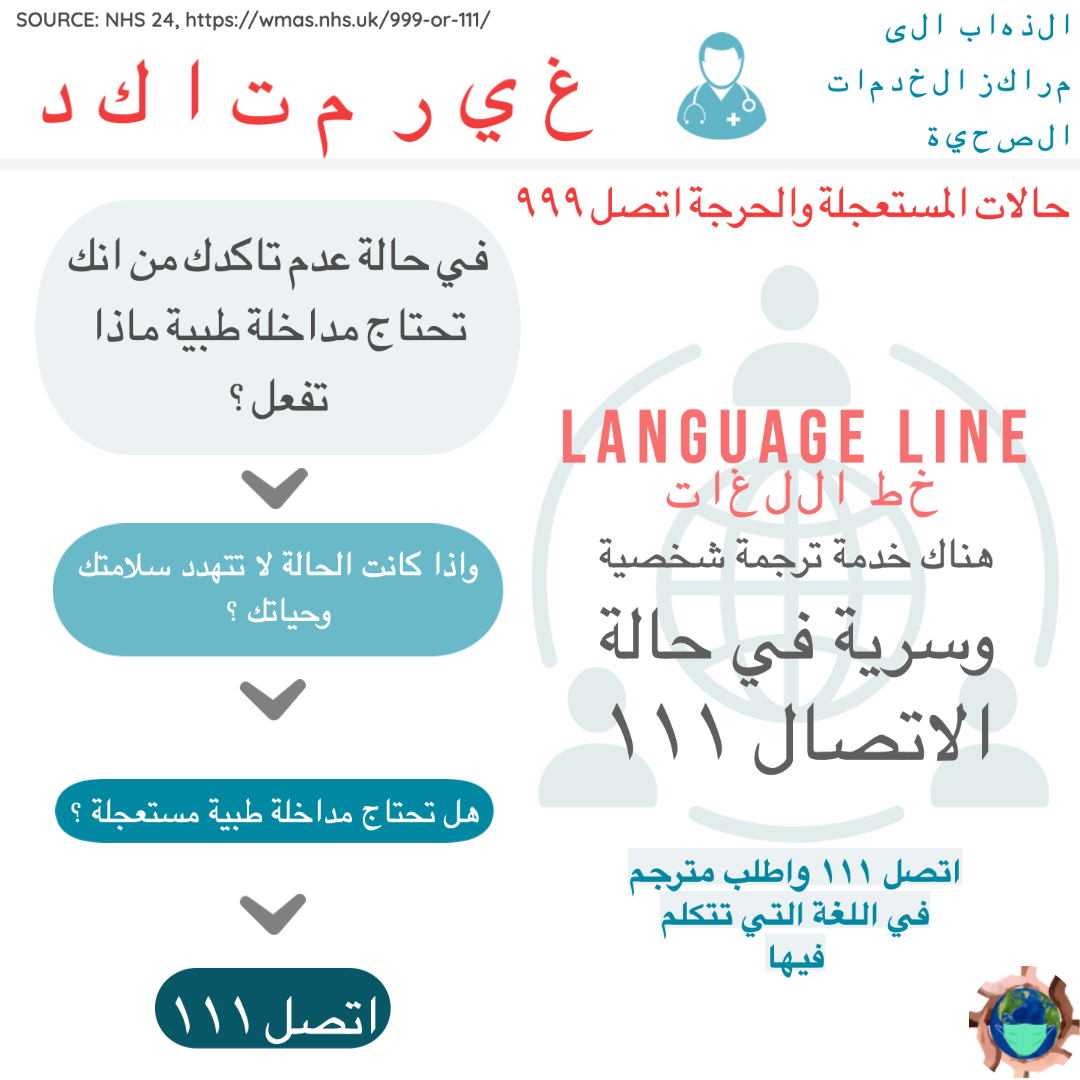 SOURCE: NHS 24, https://wmas.nhs.uk/999-or-111/
غير متاكد
الذهاب الى
مراكز الخدمات
الصحية
حالات المستعجلة والحرجة اتصل ٩٩٩
في حالة عدم تاكدك من انك
تحتاج مداخلة طبية ماذا
تفعل ؟
واذا كانت الحالة لا تتهدد سلامتك
وحياتك ؟
هل تحتاج مداخلة طبية مستعجلة ؟
اتصل ١١١
LANGUAGE LINE
خط اللغات
هناك خدمة ترجمة شخصية
وسرية في حالة
الاتصال ١١١
اتصل ١١١ واطلب مترجم
في اللغة التي تتكلم
فيها